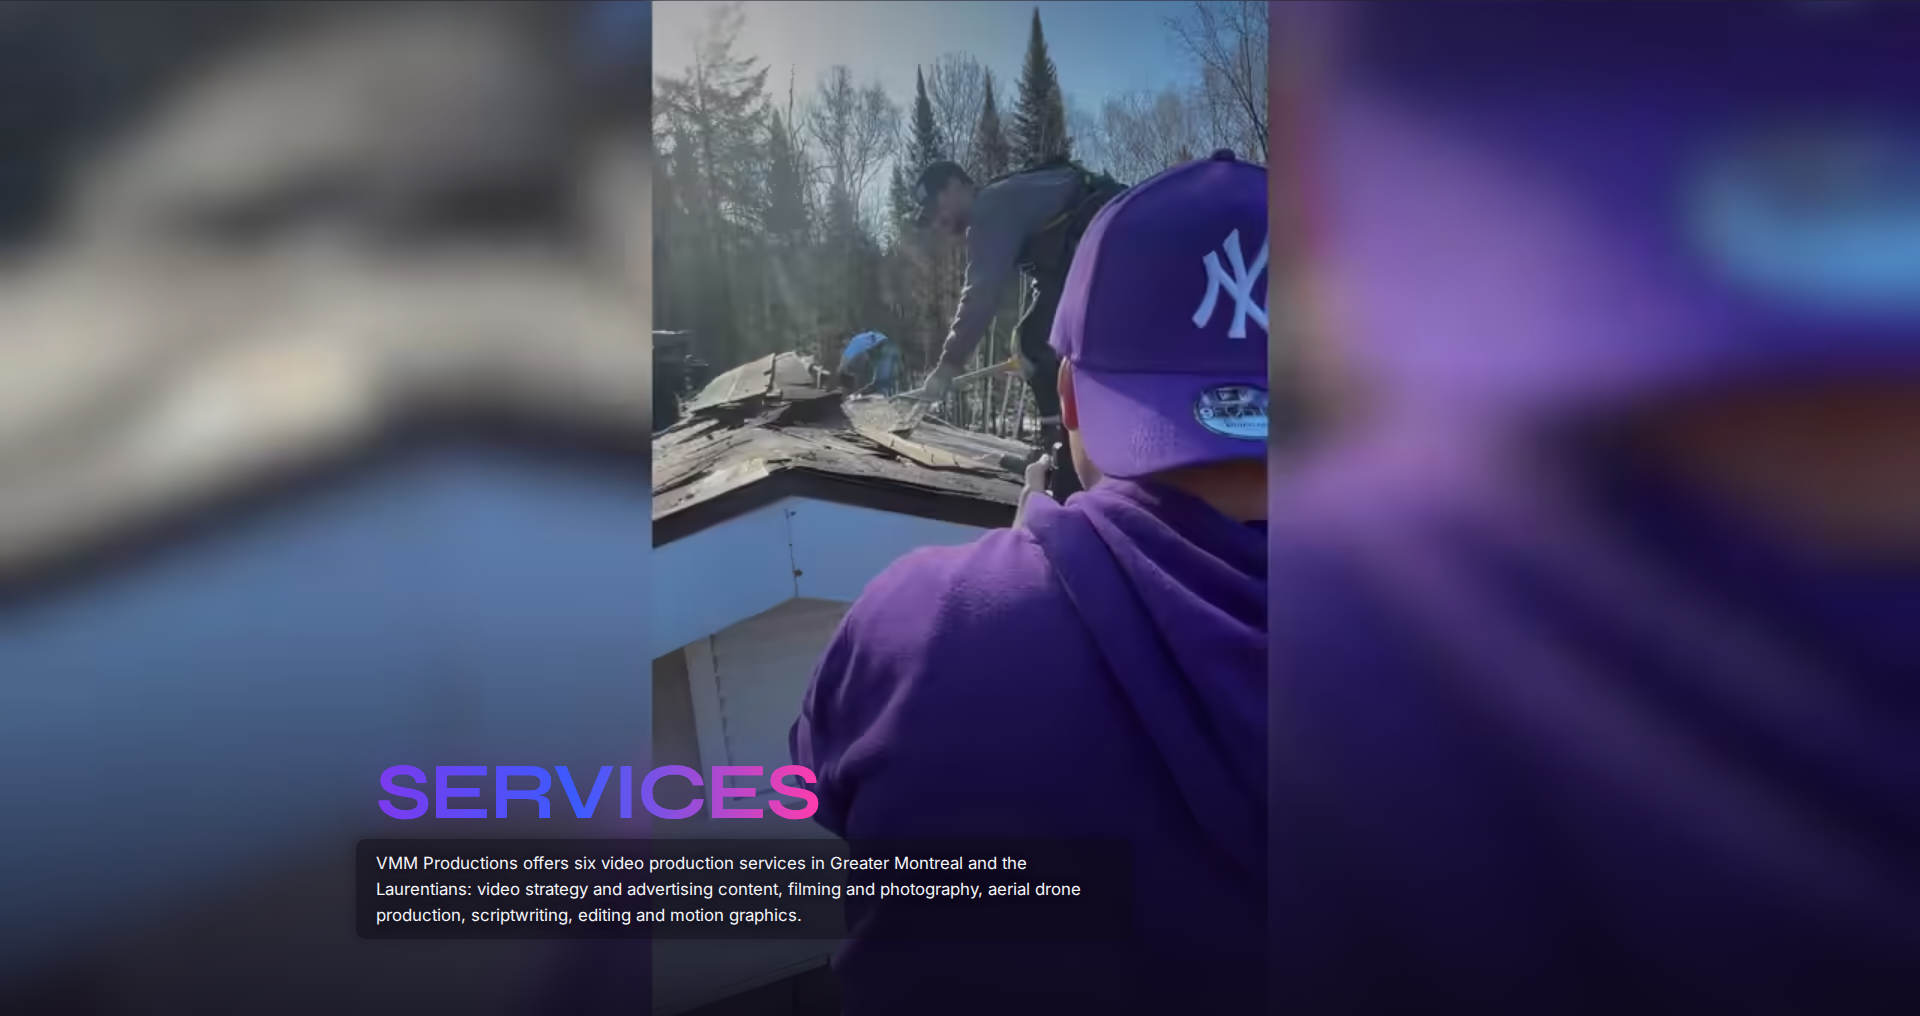 NY
SERVICES
VMM Productions offers six video production services in Greater Montreal and the
Laurentians: video strategy and advertising content, filming and photography, aerial drone
production, scriptwriting, editing and motion graphics.